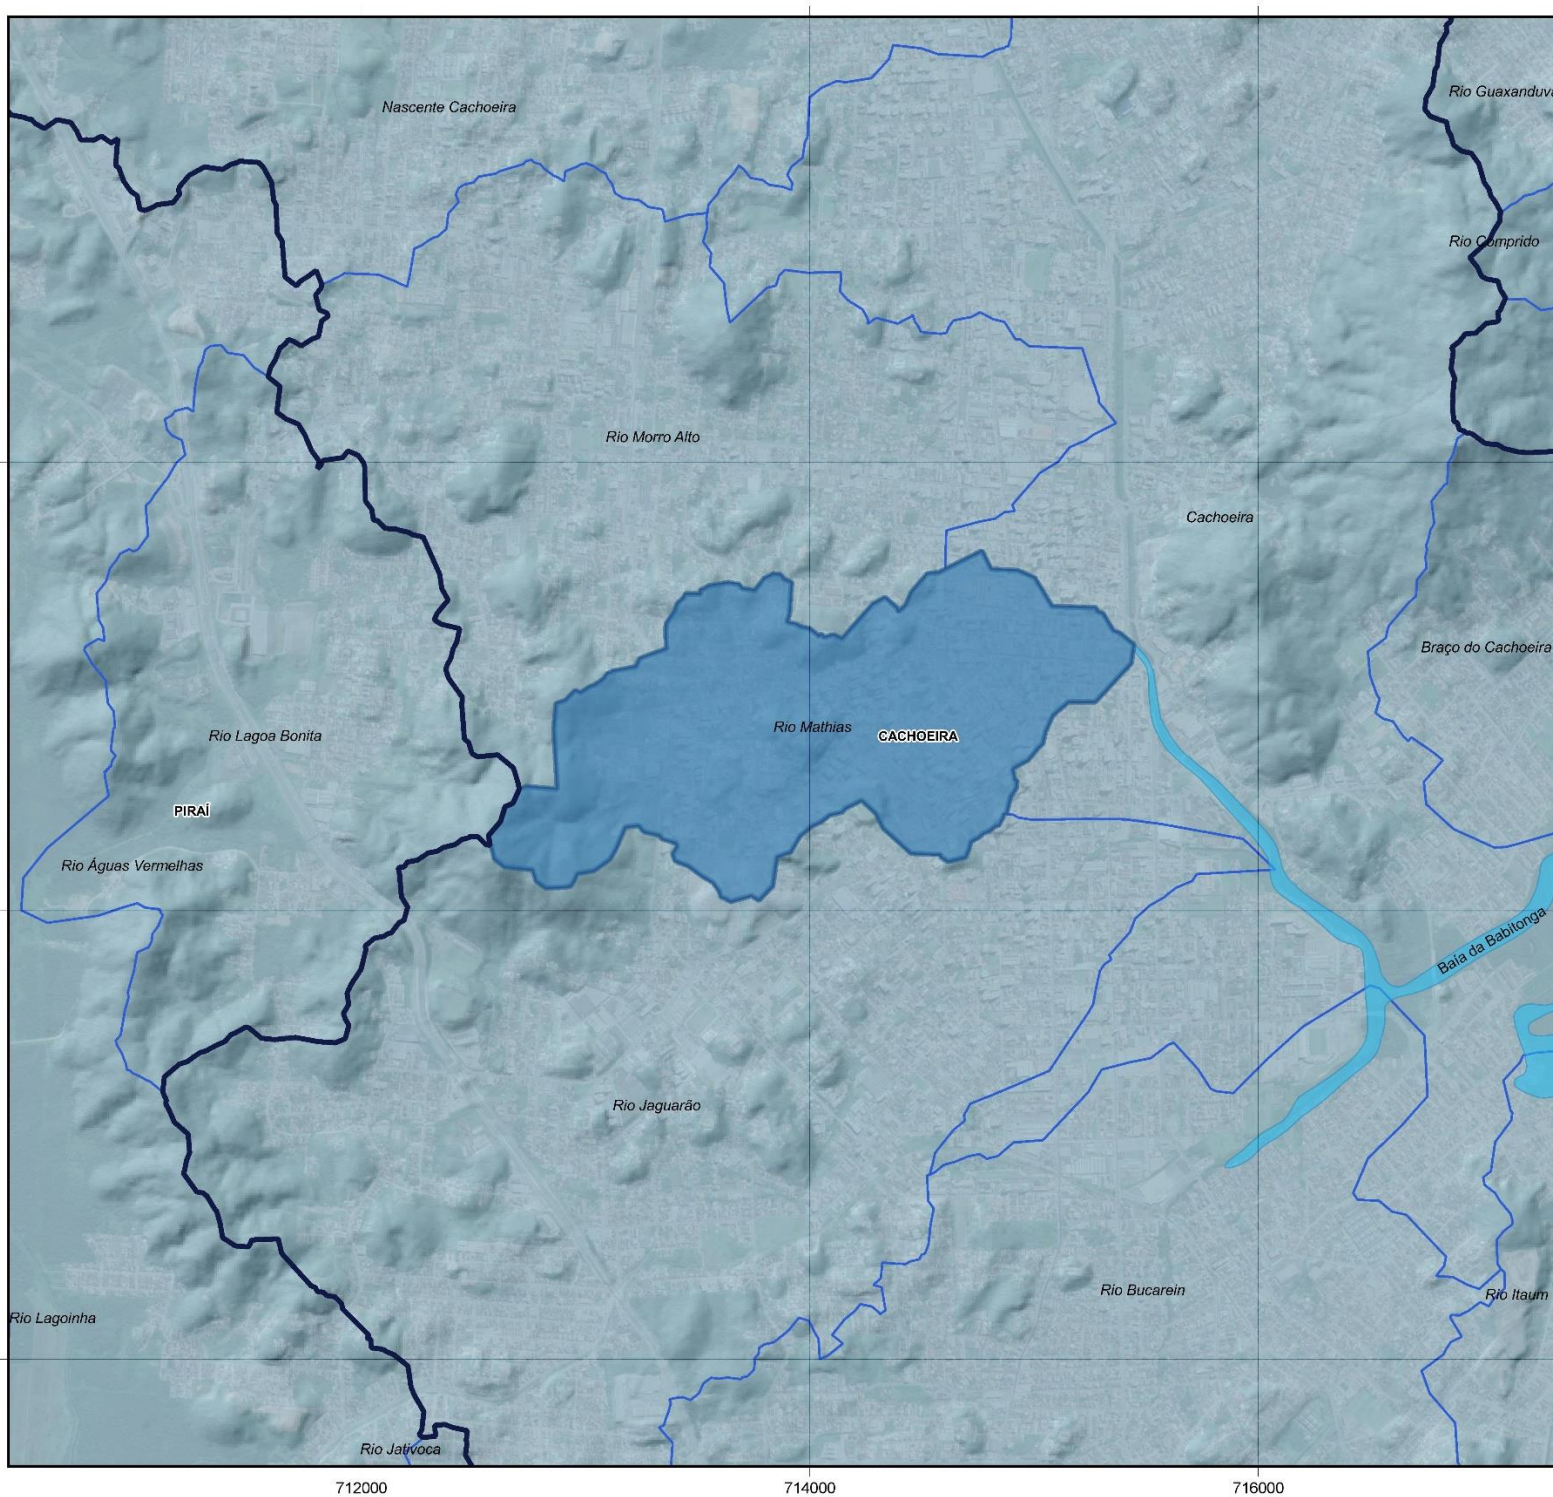 Rio Guaxanduva
Nascente Cachoeira
Rio Comprido
Rio Morro Alto
Cachoeira
Braço do Cachoeira
Rio Mathias
CACHOEIRA
Rio Lagoa Bonita
PIRAÍ
Rio Águas Vermelhas
Baía da Babitonga
Rio Jaguarão
Rio Bucarein
Rio Itaum
Rio Lagoinha
Rio Jativoca
712000
714000
716000